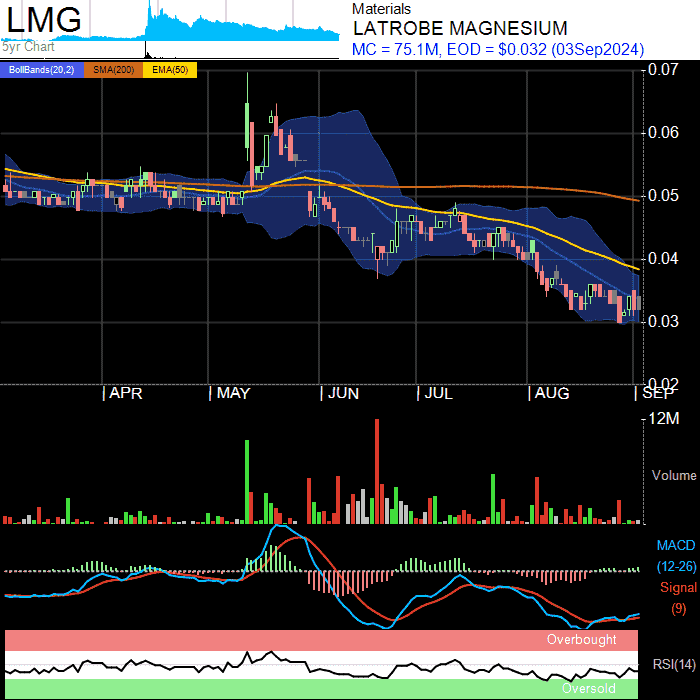 LMG
5yr Chart
Materials
LATROBE MAGNESIUM
MC = 75.1M, EOD = $0.032 (03Sep2024)
BollBands(20,2) SMA(200) EMA(50)
0.07
0.06
0.05
0.04
0.03
0.02
APR MAY JUN JUL AUG SEP
12M
Volume
MACD
(12-26)
Signal
(9)
Overbought
RSI(14)
Oversold